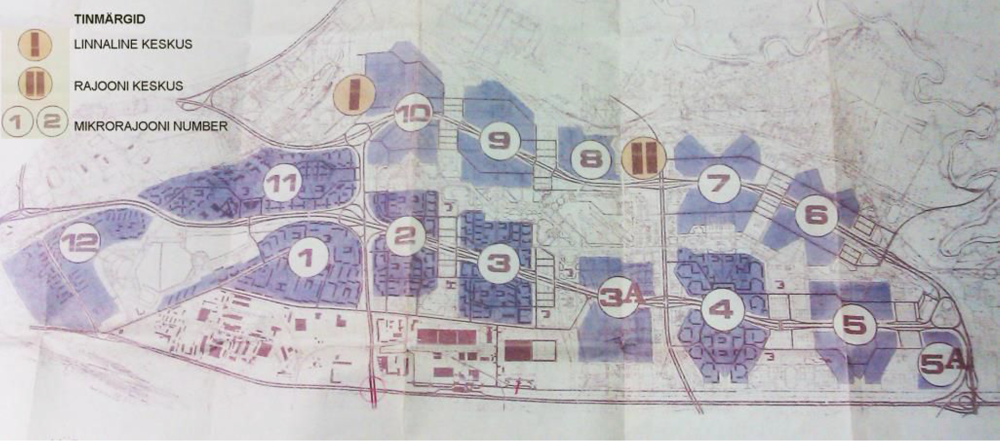 TINMÄRGID
I LINNALINE KESKUS
II RAJOONI KESKUS
1 2 MIKRORAJOONI NUMBER
I
10
9
8
II
7
6
11
12
1
2
3
3A
4
5
5A